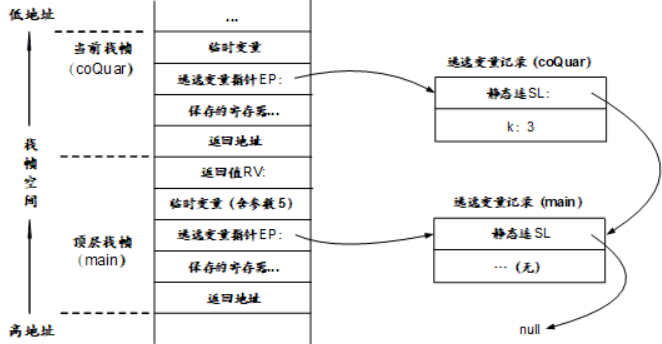 低地址
...
当前栈帧
(coQuar)
临时变量
逃逸变量指针EP:
保存的寄存器...
返回地址
逃逸变量记录 (coQuar)
静态连SL:
k: 3
栈帧空间
返回值RV:
临时变量 (含参数5)
顶层栈帧
(main)
逃逸变量指针EP:
保存的寄存器...
返回地址
逃逸变量记录 (main)
静态连SL
... (无)
null
高地址